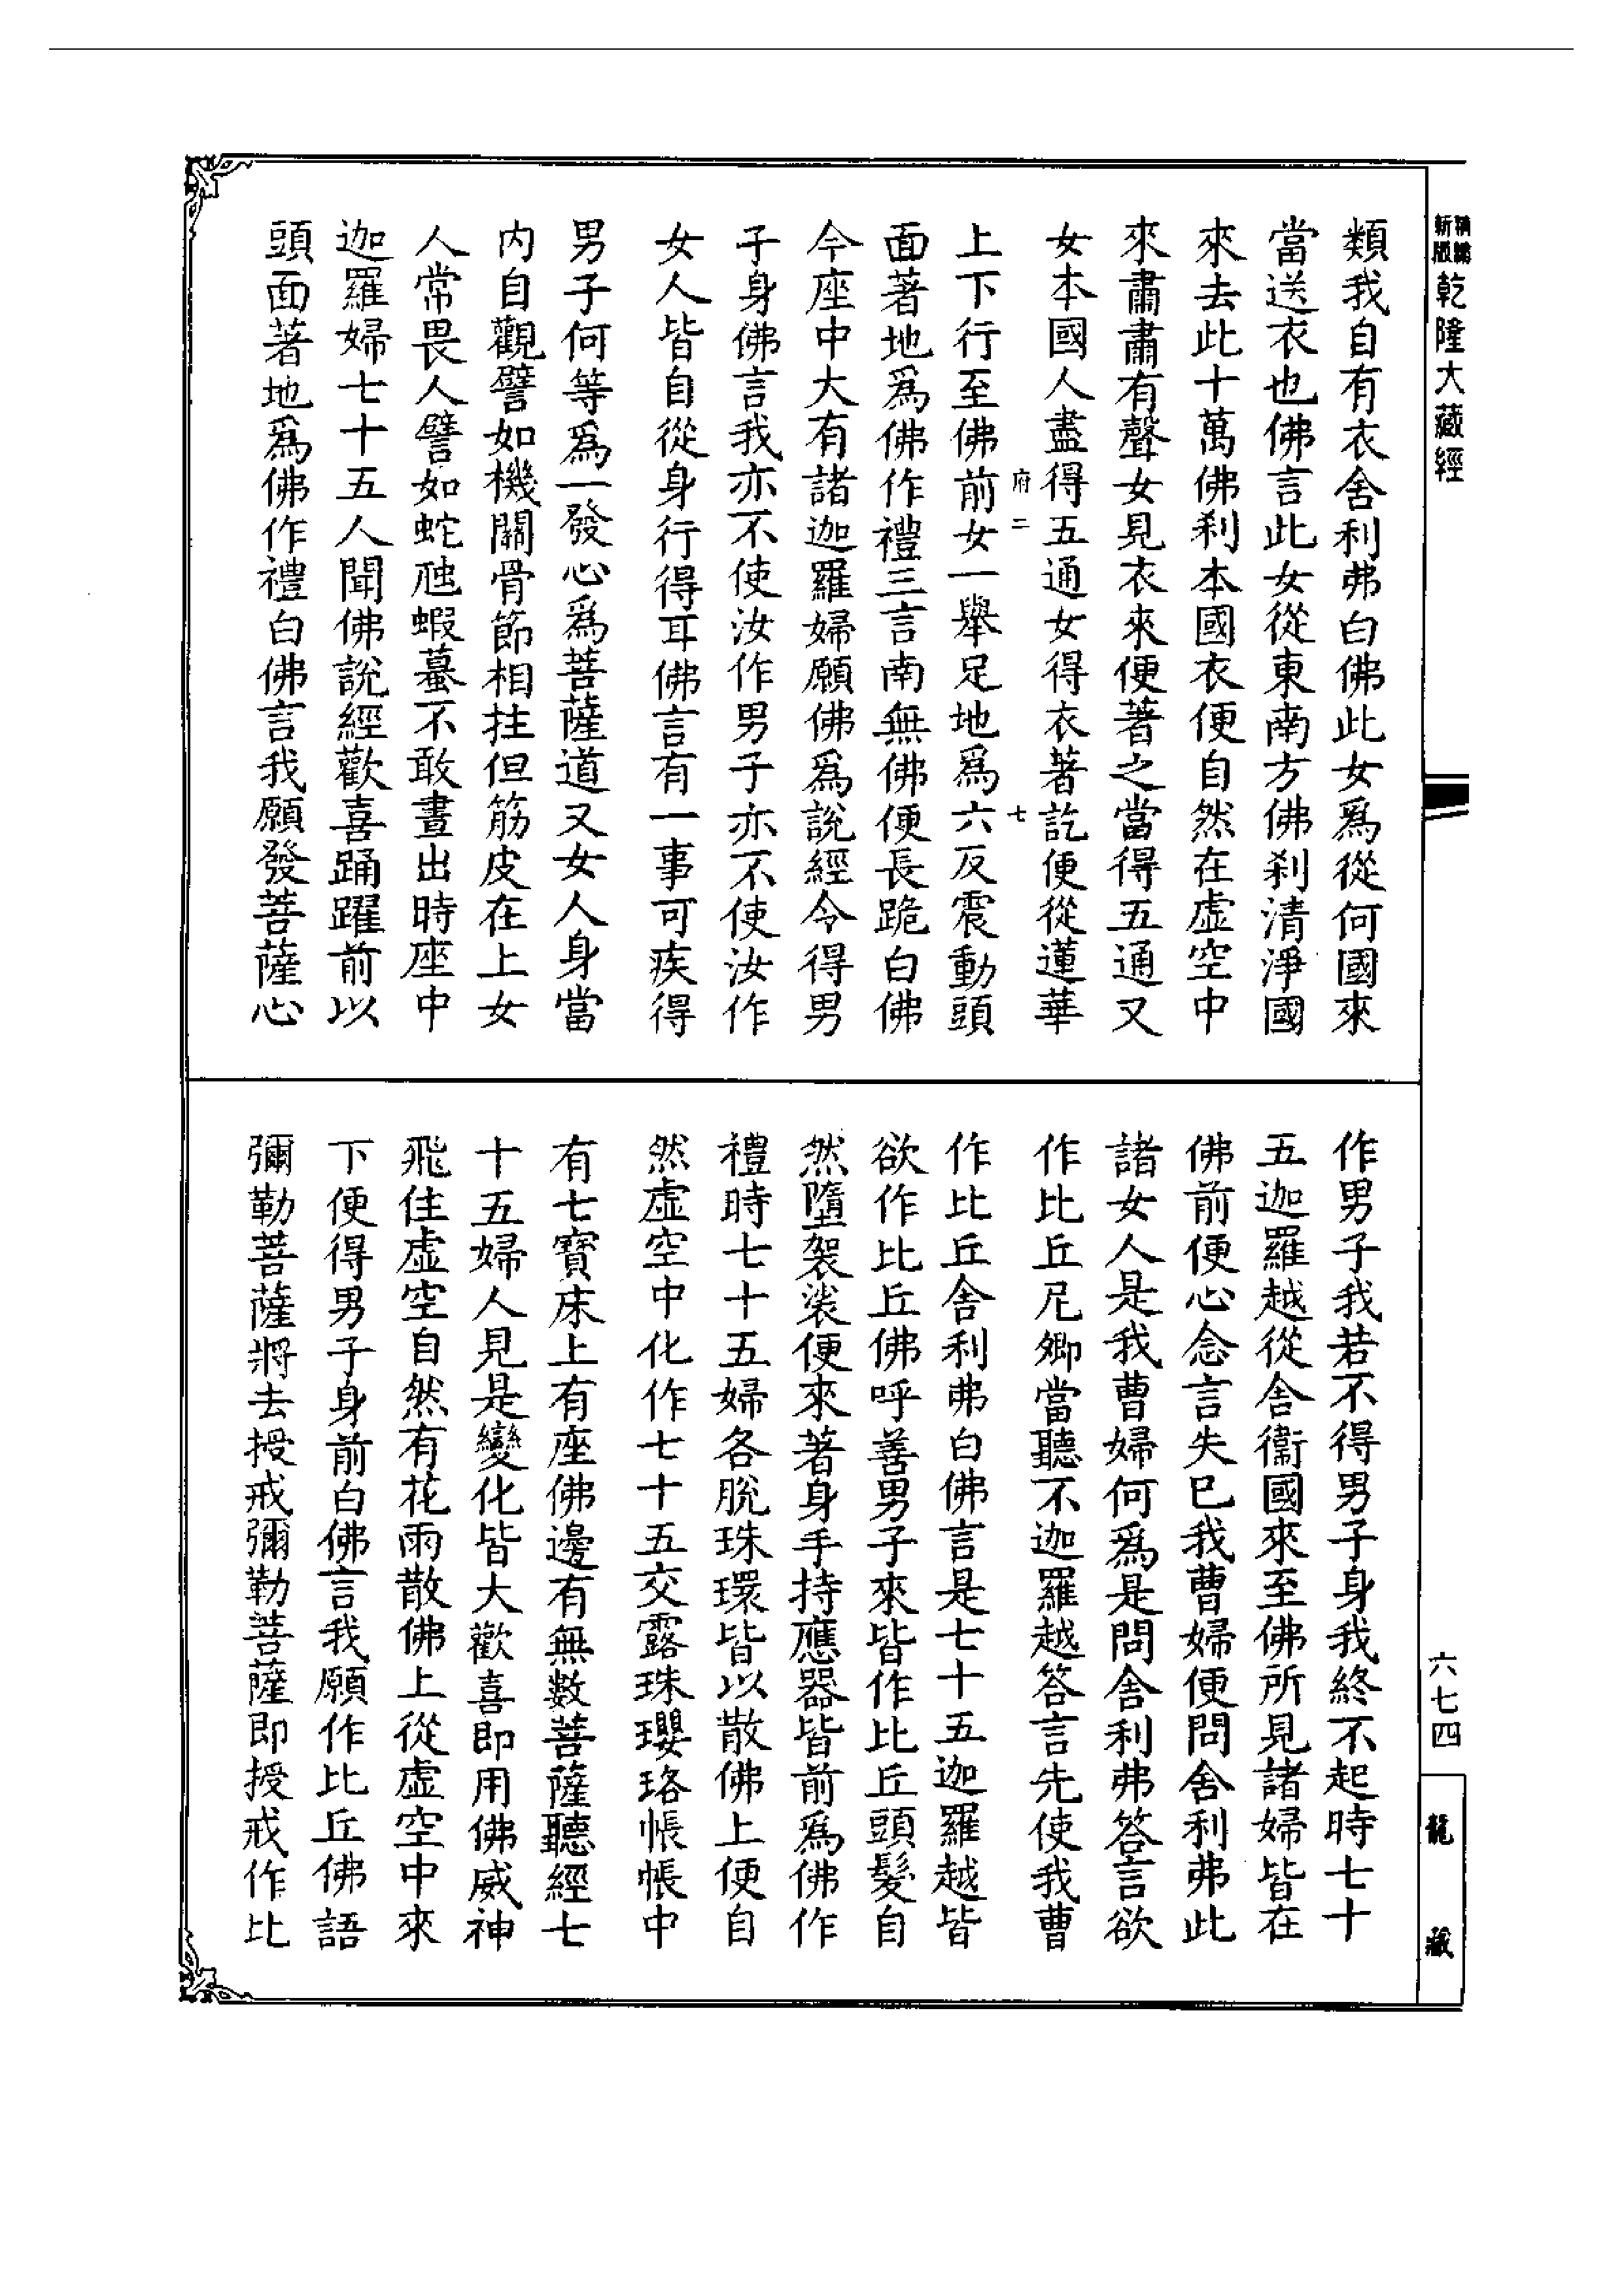 精編
新版
乾隆大藏經
類我自有衣舍利弗白佛此女爲從何國來
當送衣也佛言此女從東南方佛刹清淨國
來去此十萬佛刹本國衣便自然在虛空中
來肅肅有聲女見衣來便著之當得五通又
女本國人盡得五通女得衣著訖便從蓮華
府二
七
上下行至佛前女一舉足地爲六反震動頭
面著地爲佛作禮三言南無佛便長跪白佛
今座中大有諸迦羅婦願佛爲說經令得男
子身佛言我亦不使汝作男子亦不使汝作
女人皆自從身行得耳佛言有一事可疾得
男子何等爲一發心爲菩薩道又女人身當
內自觀譬如機關骨節相拄但筋皮在上女
人常畏人譬如蛇虺蝦蟇不敢晝出時座中
迦羅婦七十五人聞佛說經歡喜踊躍前以
頭面著地爲佛作禮白佛言我願發菩薩心
作男子我若不得男子身我終不起時七十
五迦羅越從舍衞國來至佛所見諸婦皆在
佛前便心念言失巳我曹婦便問舍利弗此
諸女人是我曹婦何爲是問舍利弗答言欲
作比丘尼卿當聽不迦羅越答言先使我曹
作比丘舍利弗白佛言是七十五迦羅越皆
欲作比丘佛呼善男子來皆作比丘頭髮自
然墮袈裟便來著身手持應器皆前爲佛作
禮時七十五婦各脫珠環皆以散佛上便自
然虛空中化作七十五交露珠瓔珞帳帳中
有七寶床上有座佛邊有無數菩薩聽經七
十五婦人見是變化皆大歡喜即用佛威神
飛住虛空自然有花雨散佛上從虛空中來
下便得男子身前白佛言我願作比丘佛語
彌勒菩薩將去授戒彌勒菩薩即授戒作比
六七四
龍藏